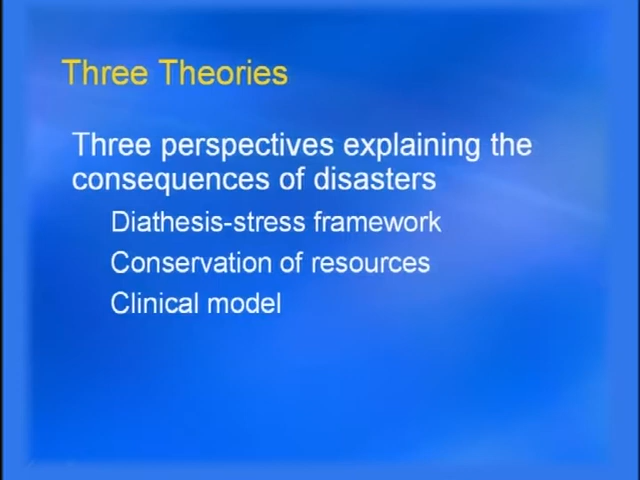 Three Theories
Three perspectives explaining the
consequences of disasters
Diathesis-stress framework
Conservation of resources
Clinical model